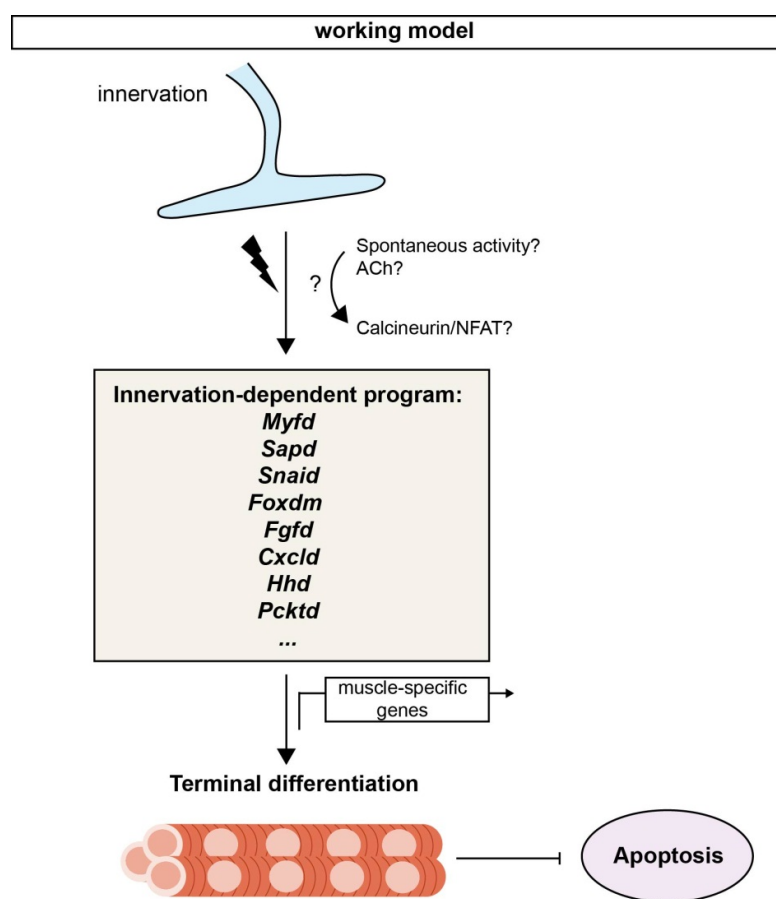 working model
innervation
Spontaneous activity?
ACh?
?
Calcineurin/NFAT?
Innervation-dependent program:
Myfd
Sapd
Snaid
Foxdm
Fgfd
Cxcld
Hhd
Pcktd
...
muscle-specific
genes
Terminal differentiation
Apoptosis